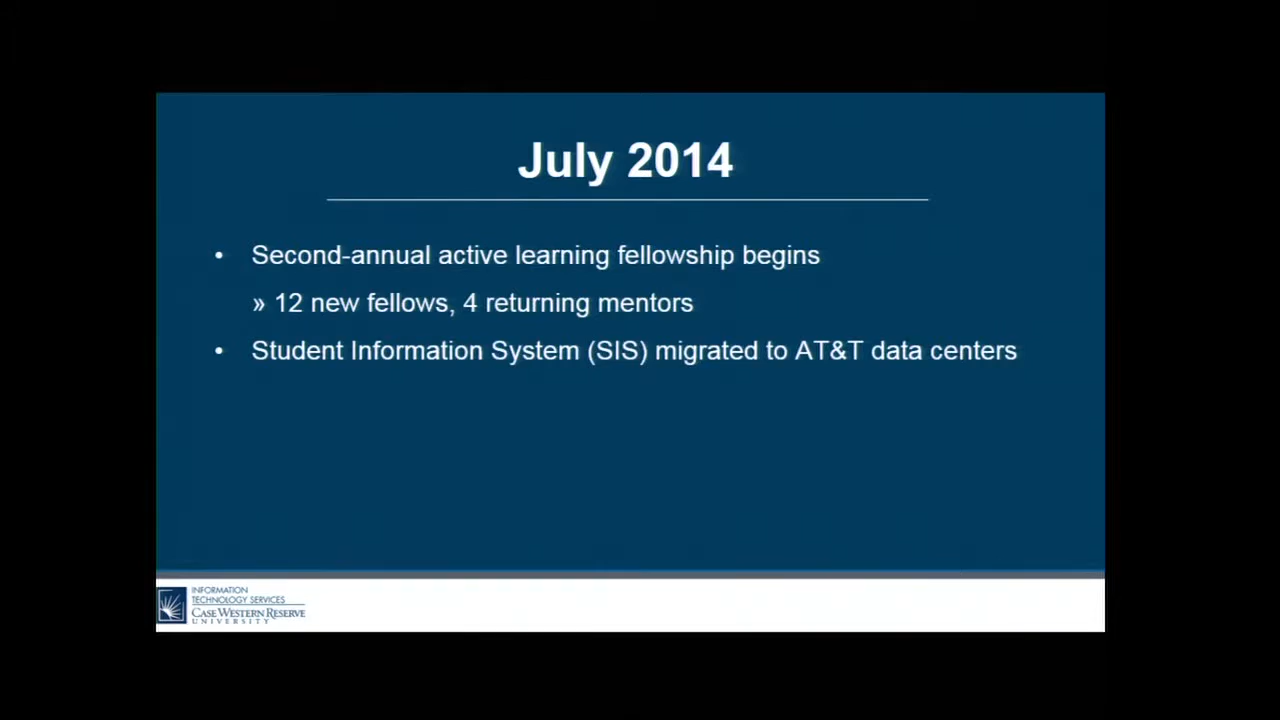 July 2014
• Second-annual active learning fellowship begins
» 12 new fellows, 4 returning mentors
• Student Information System (SIS) migrated to AT&T data centers
INFORMATION
TECHNOLOGY SERVICES
CASE WESTERN RESERVE
UNIVERSITY